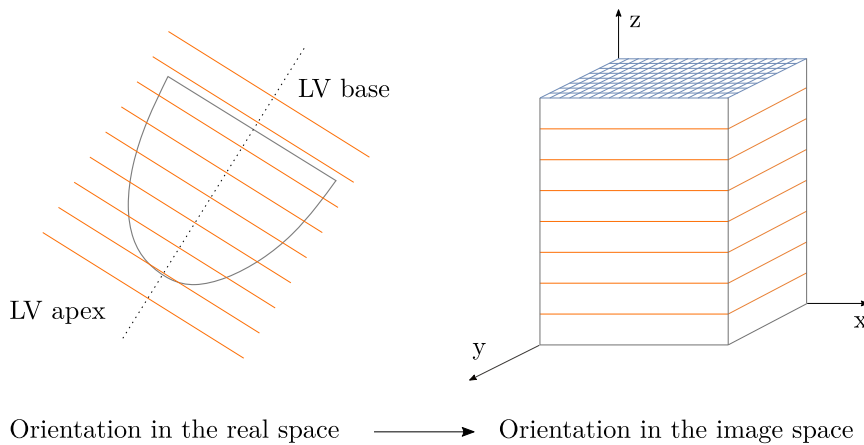 z
LV base
LV apex
x
y
Orientation in the real space
Orientation in the image space